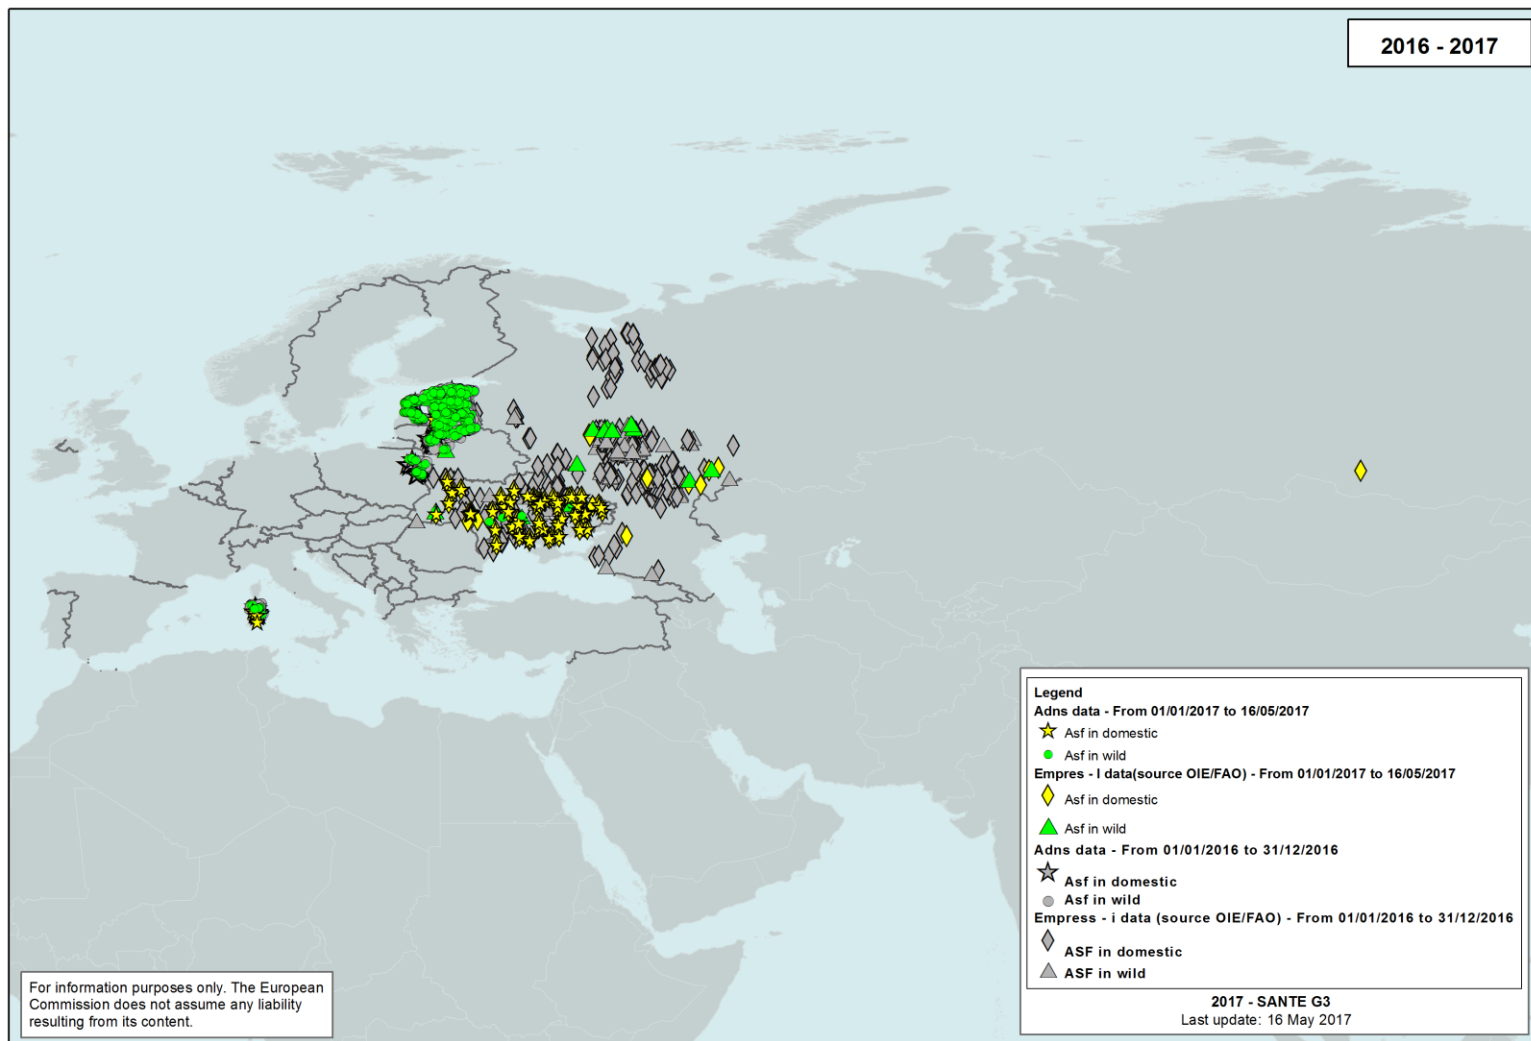 2016 - 2017
Legend
Adns data - From 01/01/2017 to 16/05/2017
Asf in domestic
Asf in wild
Empres - I data(source OIE/FAO) - From 01/01/2017 to 16/05/2017
Asf in domestic
Asf in wild
Adns data - From 01/01/2016 to 31/12/2016
Asf in domestic
Asf in wild
Empress - i data (source OIE/FAO) - From 01/01/2016 to 31/12/2016
ASF in domestic
ASF in wild
2017 - SANTE G3
Last update: 16 May 2017
For information purposes only. The European
Commission does not assume any liability
resulting from its content.